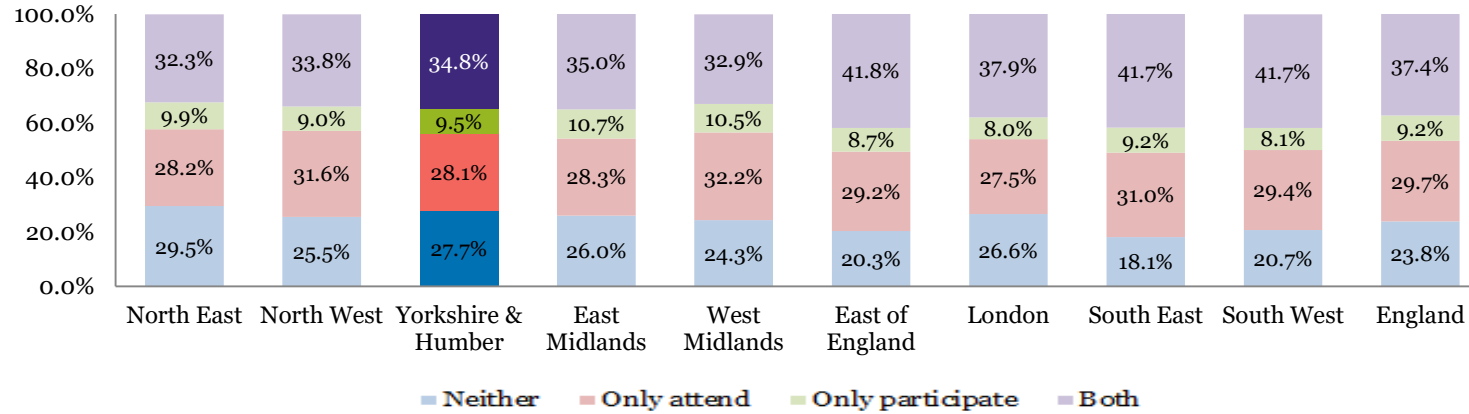 100.0%
80.0%
60.0%
40.0%
20.0%
0.0%
32.3% 33.8% 34.8% 35.0% 32.9% 41.8% 37.9% 41.7% 41.7% 37.4%
9.9% 9.0% 9.5% 10.7% 10.5% 8.7% 8.0% 9.2% 8.1% 9.2%
28.2% 31.6% 28.1% 28.3% 32.2% 29.2% 27.5% 31.0% 29.4% 29.7%
29.5% 25.5% 27.7% 26.0% 24.3% 20.3% 26.6% 18.1% 20.7% 23.8%
North East North West Yorkshire & East West East of London South East South West England
Humber Midlands Midlands England
Neither Only attend Only participate Both